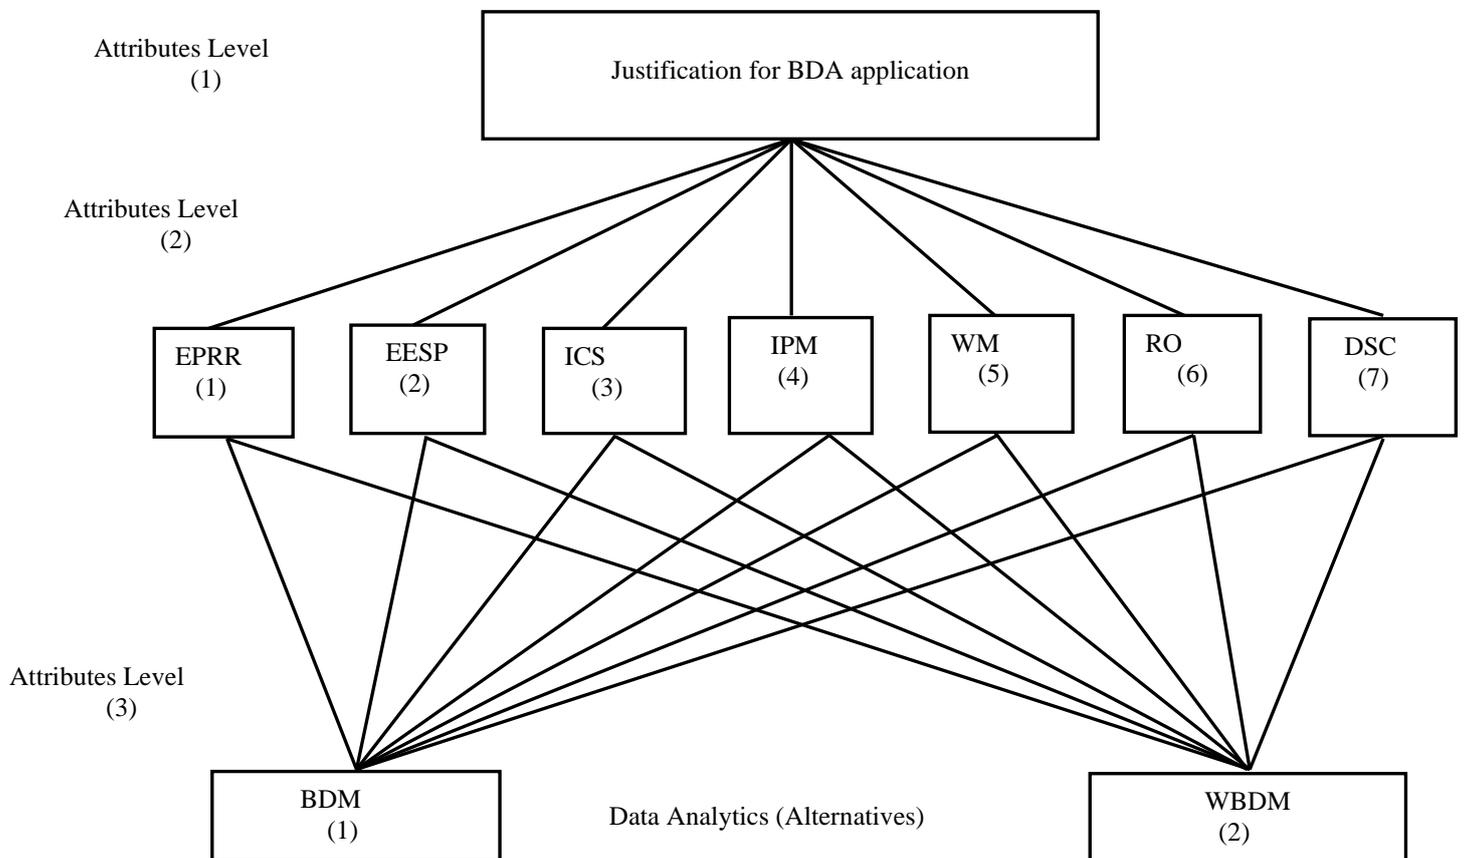 Attributes Level
(1)
Justification for BDA application
Attributes Level
(2)
EPRR
(1)
EESP
(2)
ICS
(3)
IPM
(4)
WM
(5)
RO
(6)
DSC
(7)
Attributes Level
(3)
BDM
(1)
Data Analytics (Alternatives)
WBDM
(2)